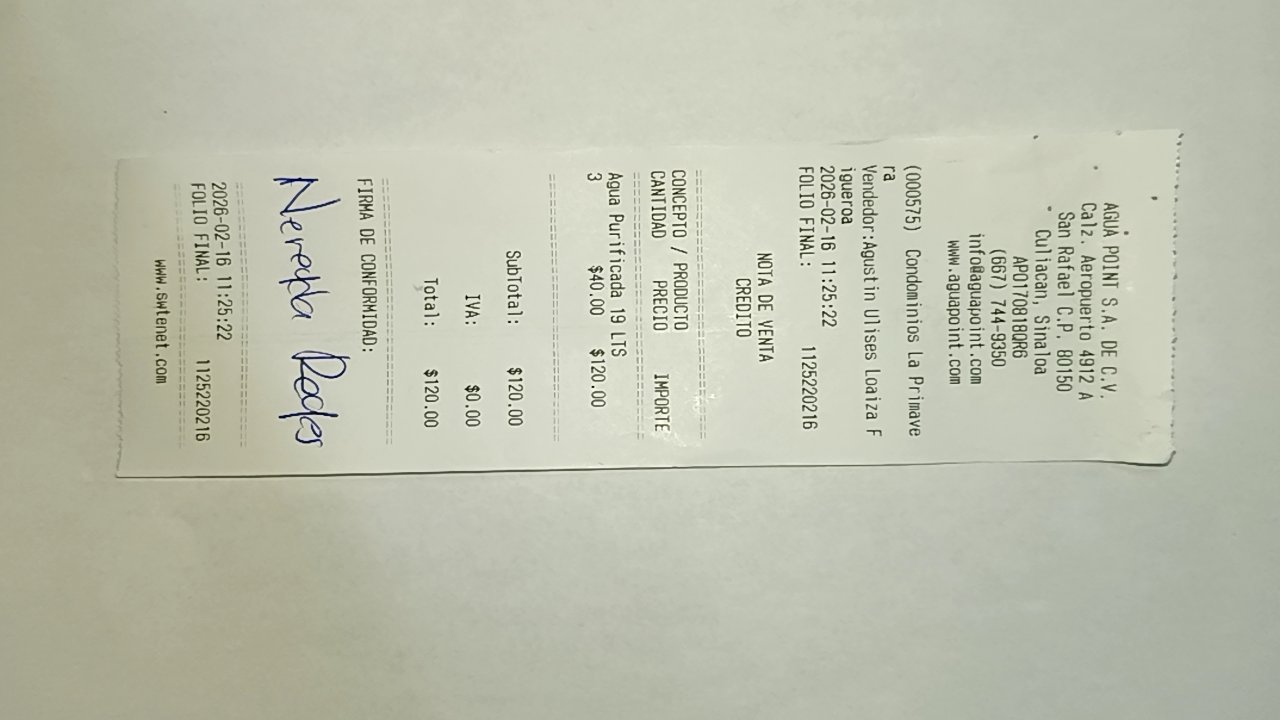 AGUA POINT S.A. DE C.V.
Calz. Aeropuerto 4912 A
San Rafael C.P. 80150
Culiacan, Sinaloa
APO170818QR6
(667) 744-9350
info@aguapoint.com
www.aguapoint.com
(000575) Condominios La Primave
ra
Vendedor:Agustin Ulises Loaiza F
igueroa
2026-02-16 11:25:22
FOLIO FINAL: 1125220216
NOTA DE VENTA
CREDITO
CONCEPTO / PRODUCTO
CANTIDAD PRECIO IMPORTE
Agua Purificada 19 LTS
3 $40.00 $120.00
SubTotal: $120.00
IVA: $0.00
Total: $120.00
FIRMA DE CONFORMIDAD:
2026-02-16 11:25:22
FOLIO FINAL: 1125220216
www.swtenet.com